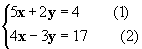 5x+2y=4 (1)
4x−3y=17 (2)